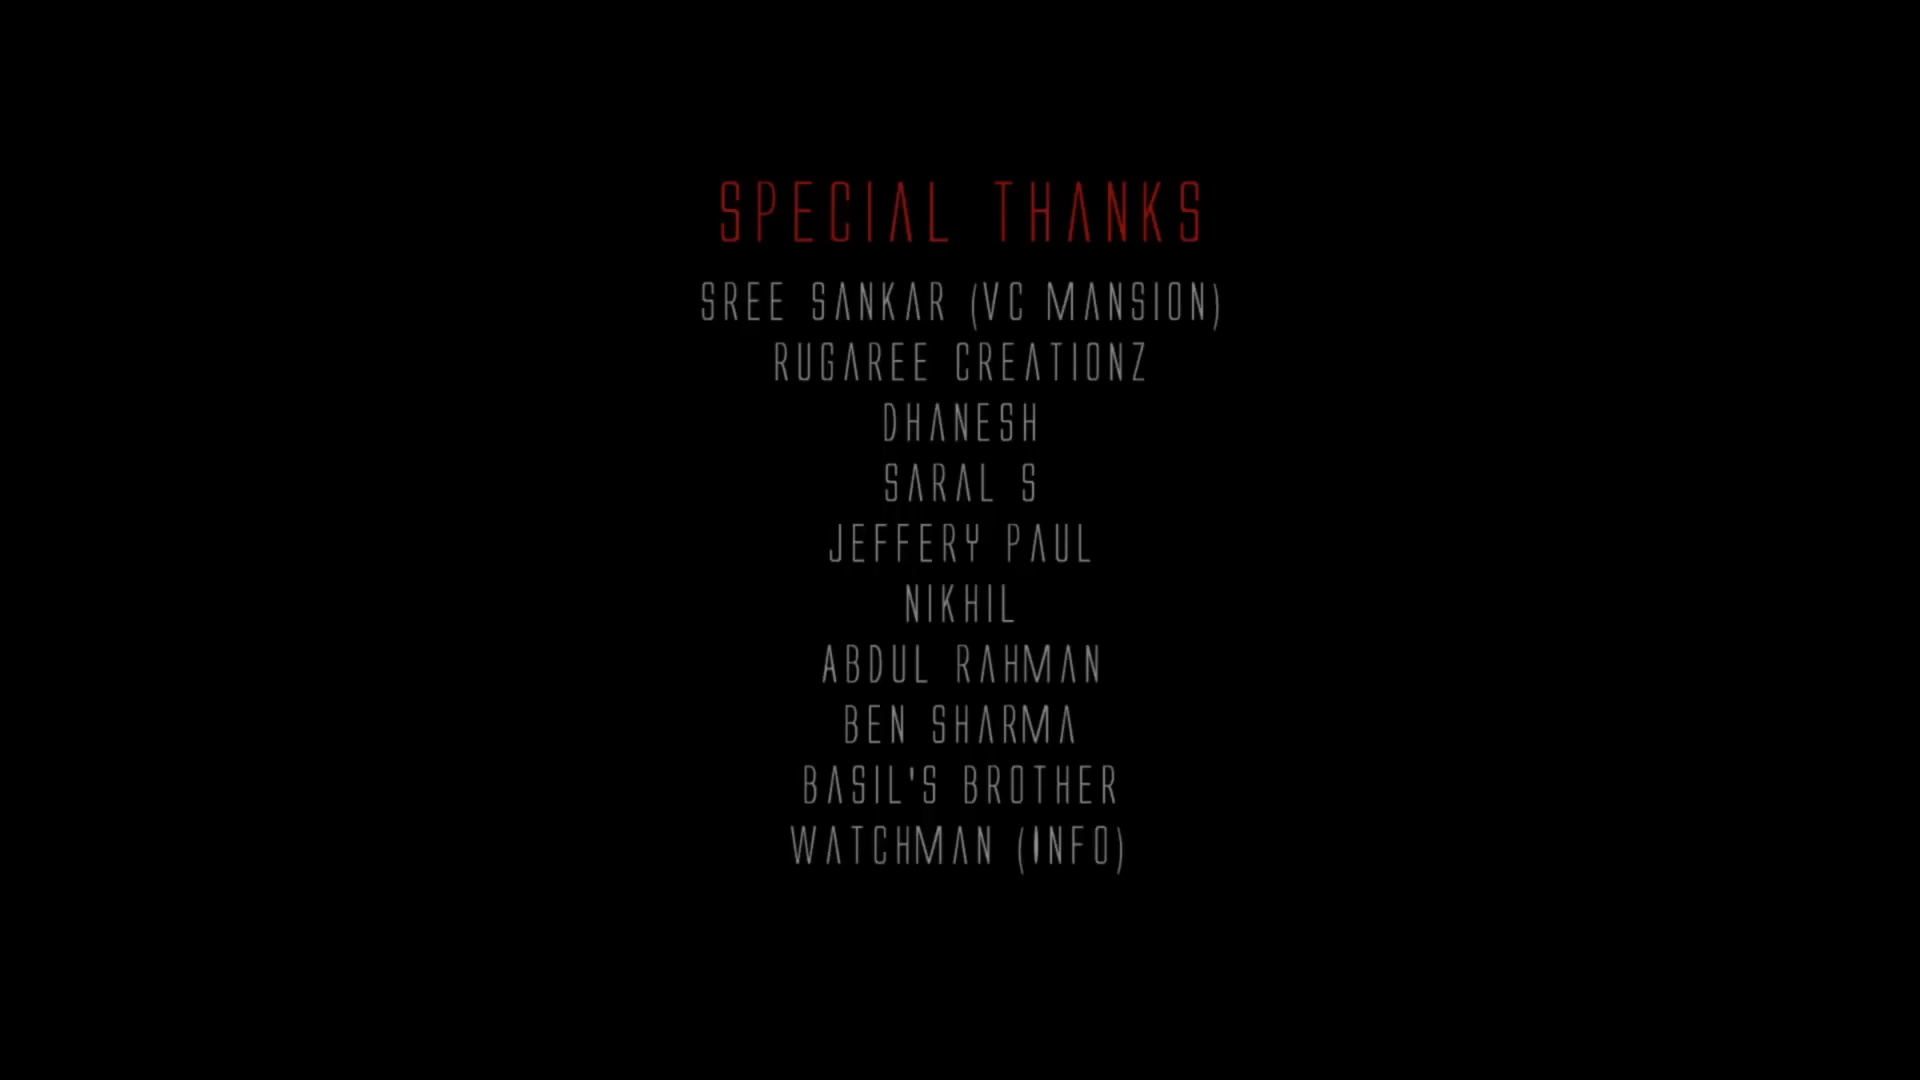 SPECIAL THANKS
SREE SANKAR (VC MANSION)
RUGAREE CREATIONZ
DHANESH
SARAL S
JEFFERY PAUL
NIKHIL
ABDUL RAHMAN
BEN SHARMA
BASIL'S BROTHER
WATCHMAN (INFO)